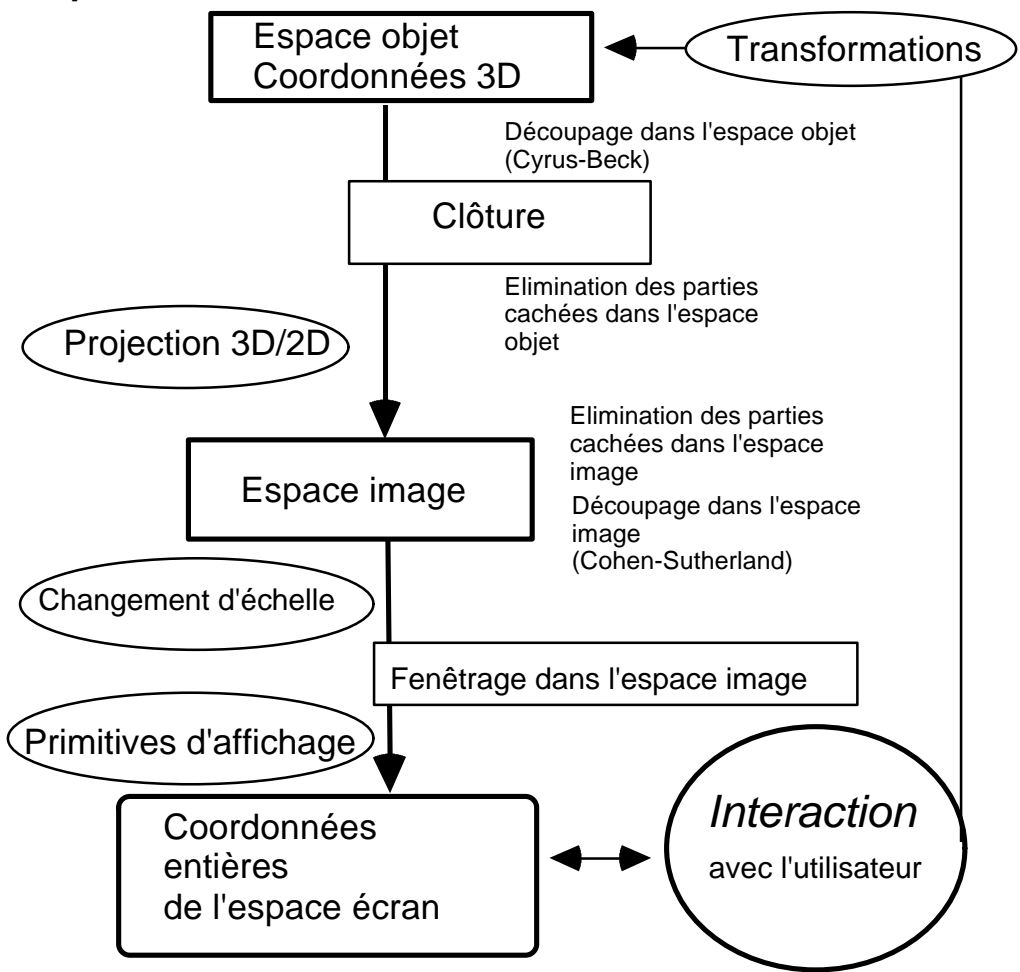 Espace objet
Coordonnées 3D
Transformations
Découpage dans l'espace objet
(Cyrus-Beck)
Clôture
Elimination des parties
cachées dans l'espace
objet
Projection 3D/2D
Elimination des parties
cachées dans l'espace
image
Espace image
Découpage dans l'espace
image
(Cohen-Sutherland)
Changement d'échelle
Fenêtrage dans l'espace image
Primitives d'affichage
Coordonnées
entières
de l'espace écran
Interaction
avec l'utilisateur